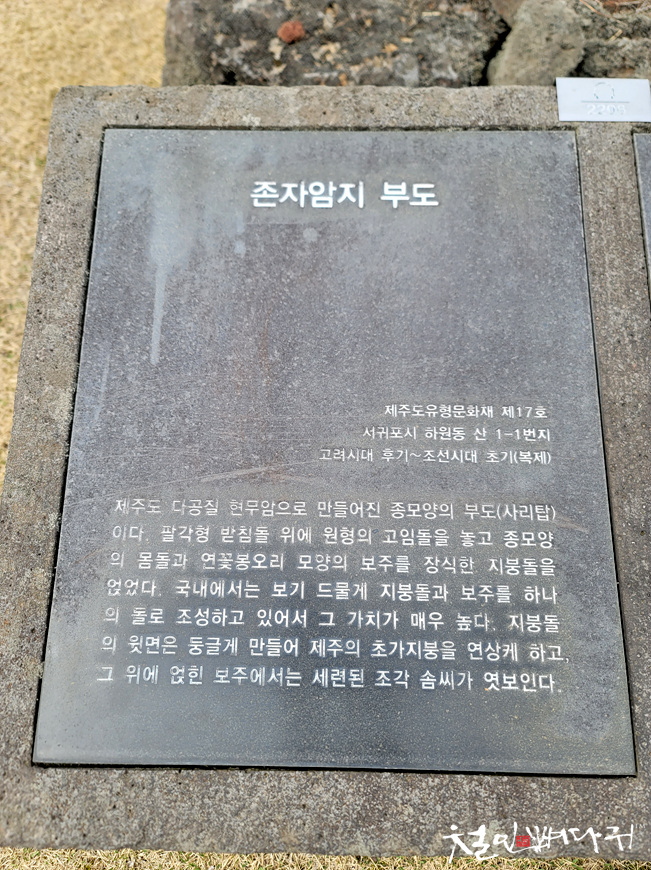 2208
존자암지 부도
제주도유형문화재 제17호
서귀포시 하원동 산 1-1번지
고려시대 후기~조선시대 초기(복제)
제주도 다공질 현무암으로 만들어진 종모양의 부도(사리탑)
이다. 팔각형 받침돌 위에 원형의 고임돌을 놓고 종모양
의 몸돌과 연꽃봉오리 모양의 보주를 장식한 지붕돌을
얹었다. 국내에서는 보기 드물게 지붕돌과 보주를 하나
의 돌로 조성하고 있어서 그 가치가 매우 높다. 지붕돌
의 윗면은 둥글게 만들어 제주의 초가지붕을 연상케 하고,
그 위에 얹힌 보주에서는 세련된 조각 솜씨가 엿보인다.
철인뼈다귀